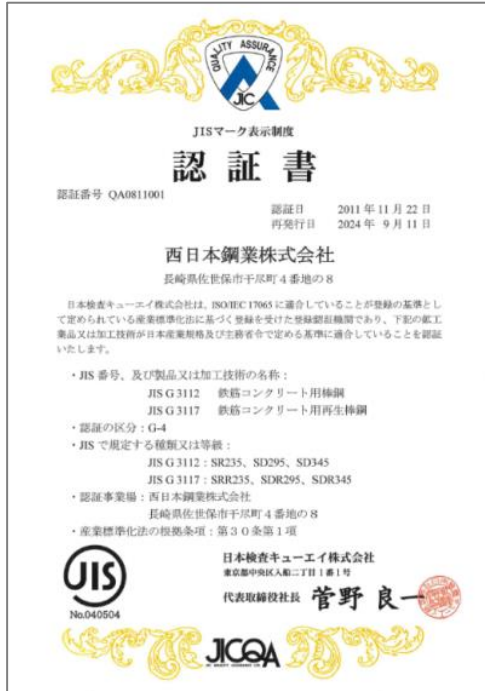 QUALITY ASSURANCE
JIC
JISマーク表示制度
認証書
認証番号 QA0811001
認証日 2011年11月22日
再発行日 2024年 9月11日
西日本鋼業株式会社
長崎県佐世保市干尽町4番地の8
日本検査キューエイ株式会社は、ISO/IEC 17065 に適合していることが登録の基準とし
て定められている産業標準化法に基づく登録を受けた登録認証機関であり、下記の鉱工
業品又は加工技術が日本産業規格及び主務省令で定める基準に適合していることを認証
いたします。
・JIS 番号、及び製品又は加工技術の名称：
JIS G 3112 鉄筋コンクリート用棒鋼
JIS G 3117 鉄筋コンクリート用再生棒鋼
・認証の区分：G-4
・JIS で規定する種類又は等級：
JIS G 3112：SR235、SD295、SD345
JIS G 3117：SRR235、SDR295、SDR345
・認証事業場：西日本鋼業株式会社
長崎県佐世保市干尽町4番地の8
・産業標準化法の根拠条項：第30条第1項
JIS
No.040504
日本検査キューエイ株式会社
東京都中央区入船二丁目1番1号
代表取締役社長 菅野 良一
JICQA